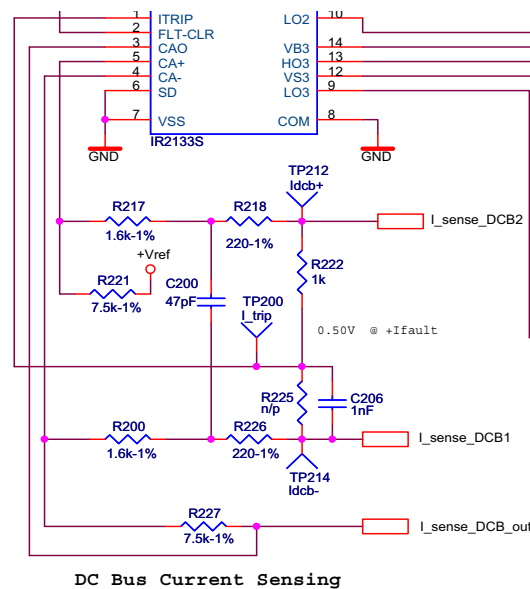 1 ITRIP LO2 10
2 FLT-CLR
3 CAO VB3 14
5 CA+ HO3 13
4 CA- VS3 12
6 SD LO3 9
7 VSS COM 8
IR2133S
GND GND
TP212
Idcb+
R217 R218 I_sense_DCB2
1.6k-1% 220-1%
+Vref
R221 C200 R222
7.5k-1% 47pF 1k
TP200
I_trip
0.50V @ +Ifault
R225 C206
n/p 1nF
R200 R226 I_sense_DCB1
1.6k-1% 220-1%
TP214
Idcb-
R227 I_sense_DCB_out
7.5k-1%
DC Bus Current Sensing